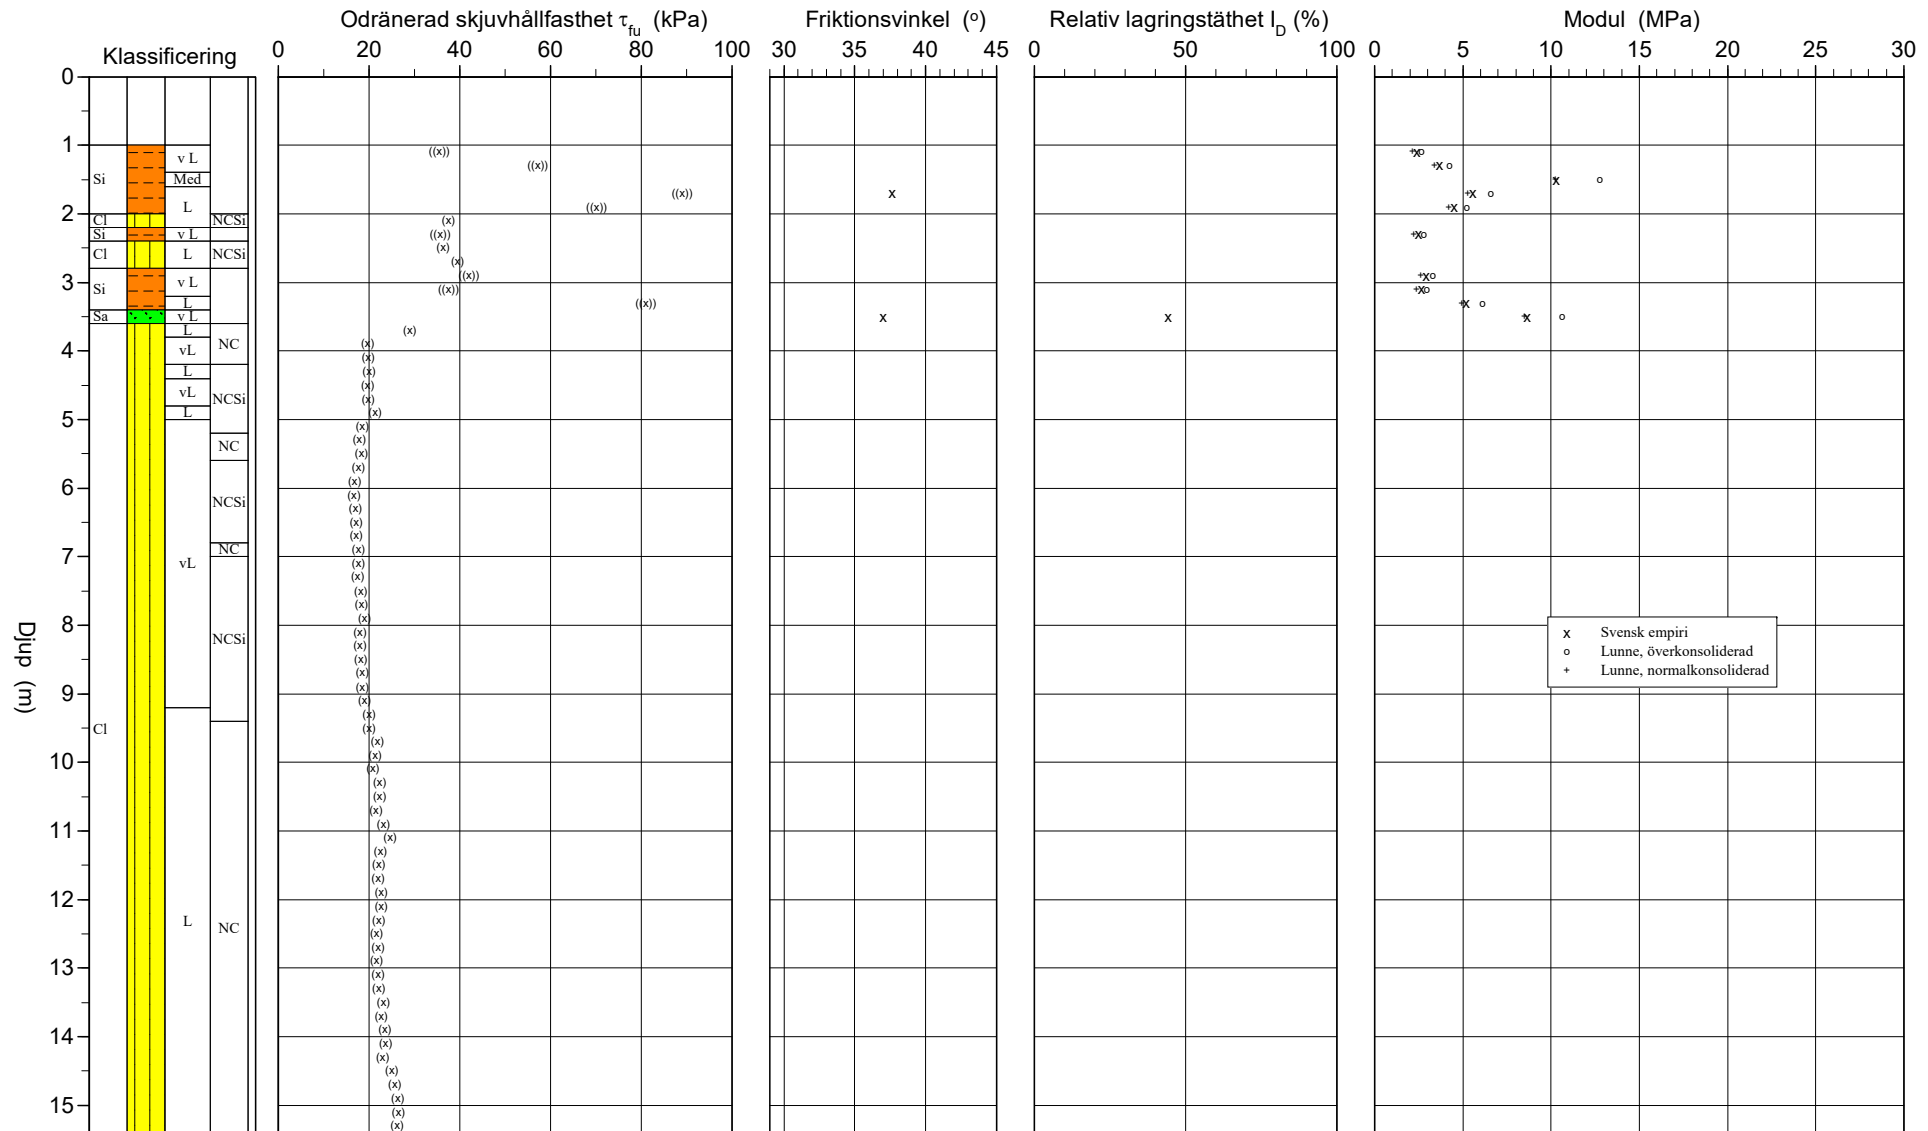 Odränerad skjuvhållfasthet τfu (kPa)
Friktionsvinkel (o)
Relativ lagringstäthet ID (%)
Modul (MPa)
Klassificering
0 20 40 60 80 100
30 35 40 45
0 50 100
0 5 10 15 20 25 30
0
1
2
3
4
5
6
7
8
9
10
11
12
13
14
15
Djup (m)
Si
Cl
Si
Cl
Si
Sa
Cl
v L
Med
L
v L
L
v L
L
v L
L
vL
L
vL
L
vL
L
NCSi
NCSi
NC
NCSi
NC
NCSi
NC
NCSi
NC
x Svensk empiri
o Lunne, överkonsoliderad
+ Lunne, normalkonsoliderad